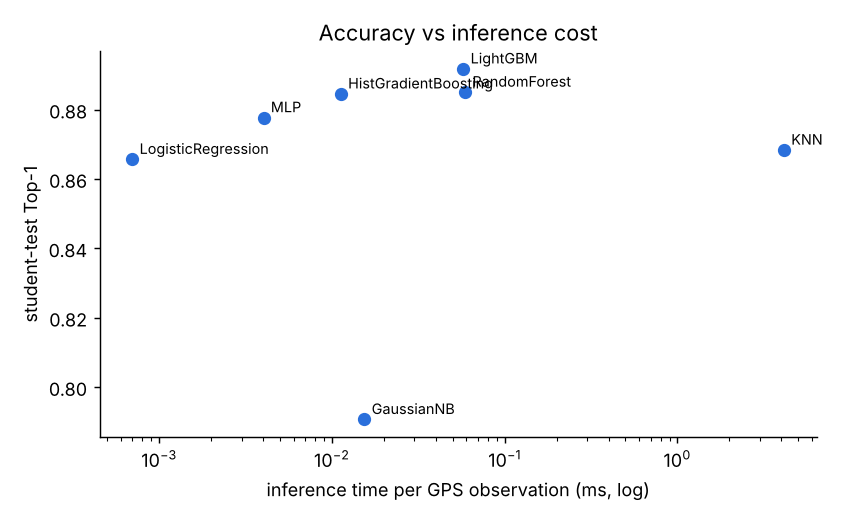 Accuracy vs inference cost
LightGBM
HistGradientBoosting
RandomForest
MLP
KNN
LogisticRegression
GaussianNB
student-test Top-1
0.88
0.86
0.84
0.82
0.80
10⁻³
10⁻²
10⁻¹
10⁰
inference time per GPS observation (ms, log)